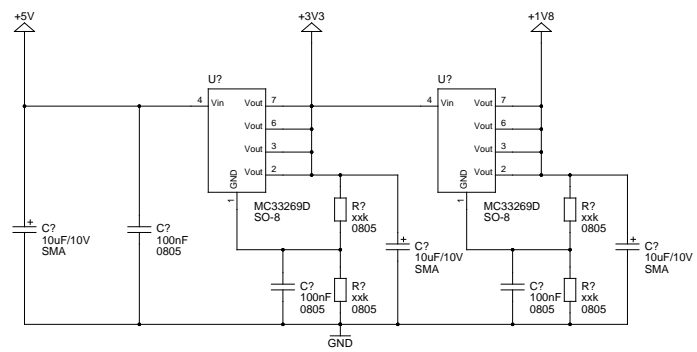 +5V
+3V3
+1V8
U?
U?
4 Vin Vout 7
4 Vin Vout 7
Vout 6
Vout 6
Vout 3
Vout 3
Vout 2
Vout 2
GND
GND
1
1
MC33269D
SO-8
MC33269D
SO-8
C?
10uF/10V
SMA
C?
100nF
0805
R?
xxk
0805
C?
10uF/10V
SMA
R?
xxk
0805
C?
10uF/10V
SMA
C?
100nF
0805
R?
xxk
0805
C?
100nF
0805
R?
xxk
0805
GND